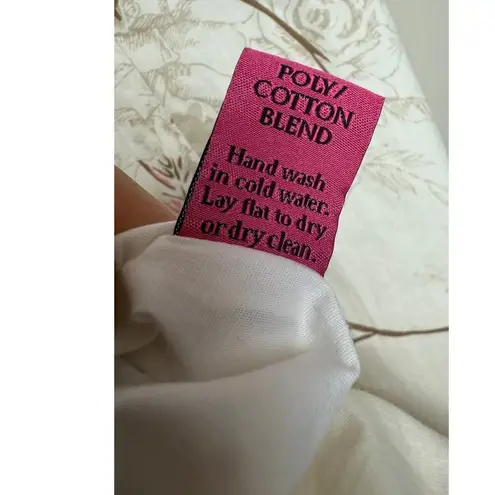 POLY/
COTTON
BLEND
Hand wash
in cold water.
Lay flat to dry
or dry clean.